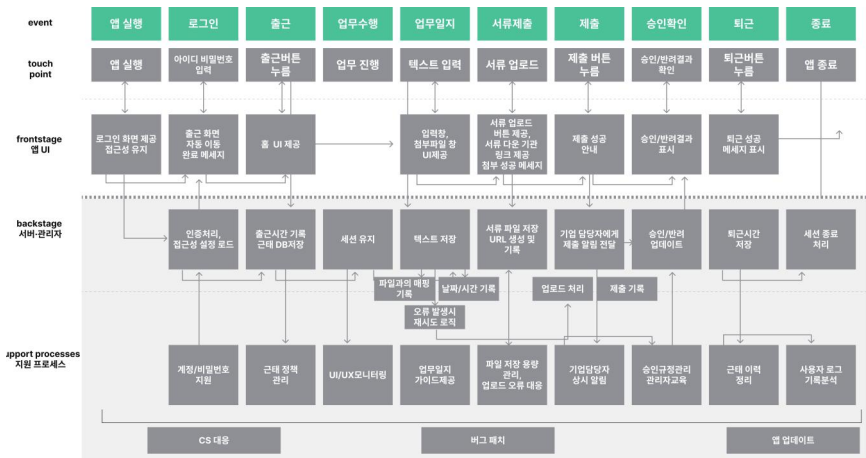 event
앱 실행
로그인
출근
업무수행
업무일지
서류제출
제출
승인확인
퇴근
종료
touch
point
앱 실행
아이디 비밀번호
입력
출근버튼
누름
업무 진행
텍스트 입력
서류 업로드
제출 버튼
누름
승인/반려결과
확인
퇴근버튼
누름
앱 종료
frontstage
앱 UI
로그인 화면 제공
접근성 유지
출근 화면
자동 이동
완료 메세지
홈 UI 제공
입력창,
첨부파일 창
UI제공
서류 업로드
버튼 제공,
서류 다운 기관
링크 제공
첨부 성공 메세지
제출 성공
안내
승인/반려결과
표시
퇴근 성공
메세지 표시
backstage
서버·관리자
인증처리,
접근성 설정 로드
출근시간 기록
근태 DB저장
세션 유지
텍스트 저장
서류 파일 저장
URL 생성 및
기록
기업 담당자에게
제출 알림 전달
승인/반려
업데이트
퇴근시간
저장
세션 종료
처리
파일과의 매핑
기록
날짜/시간 기록
업로드 처리
제출 기록
오류 발생시
재시도 로직
upport processes
지원 프로세스
계정/비밀번호
지원
근태 정책
관리
UI/UX모니터링
업무일지
가이드제공
파일 저장 용량
관리,
업로드 오류 대응
기업담당자
상시 알림
승인규정관리
관리자교육
근태 이력
정리
사용자 로그
기록분석
CS 대응
버그 패치
앱 업데이트